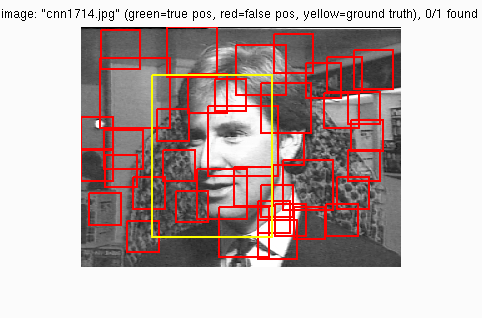 image: "cnn1714.jpg" (green=true pos, red=false pos, yellow=ground truth), 0/1 found